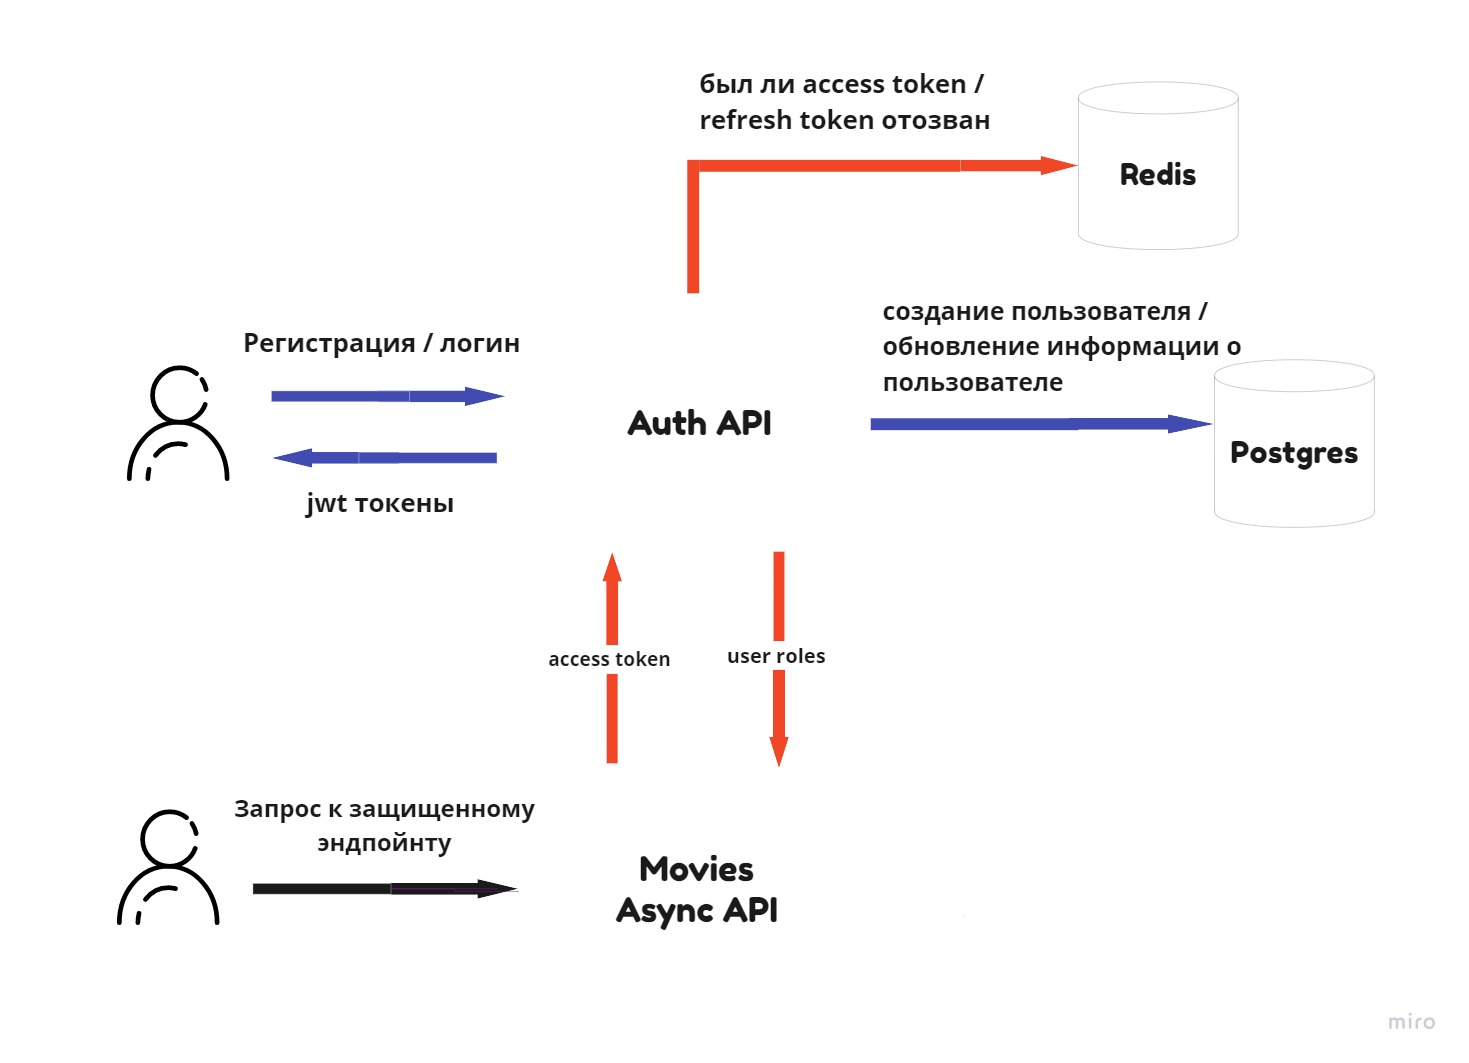 был ли access token /
refresh token отозван
Redis
создание пользователя /
обновление информации о
пользователе
Регистрация / логин
Auth API
Postgres
jwt токены
access token
user roles
Запрос к защищенному
эндпойнту
Movies
Async API
miro